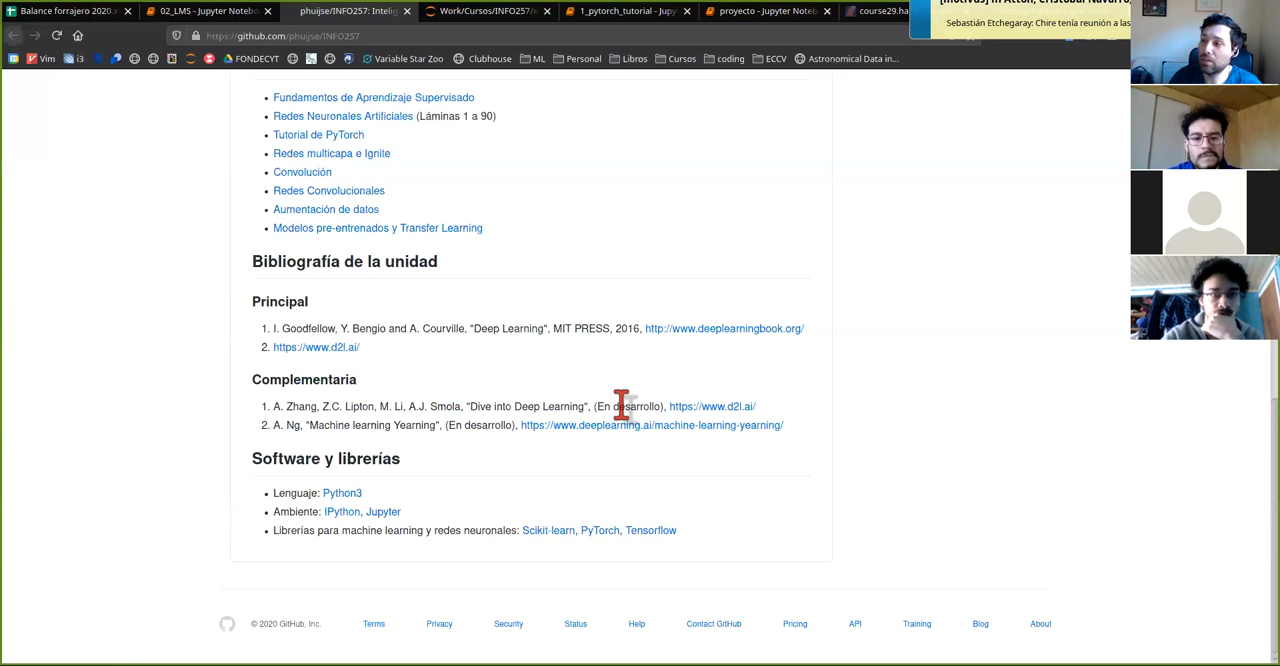 Balance forrajero 2020.x
02_LMS - Jupyter Notebo
phuijse/INFO257: Intelig
Work/Cursos/INFO257/
1_pytorch_tutorial - Jupy
proyecto - Jupyter Noteb
course29.ha
Sebastián Etchegaray: Chire tenía reunión a las
https://github.com/phuijse/INFO257
Vim
i3
FONDECYT
Variable Star Zoo
Clubhouse
ML
Personal
Libros
Cursos
coding
ECCV
Astronomical Data in...
• Fundamentos de Aprendizaje Supervisado
• Redes Neuronales Artificiales (Láminas 1 a 90)
• Tutorial de PyTorch
• Redes multicapa e Ignite
• Convolución
• Redes Convolucionales
• Aumentación de datos
• Modelos pre-entrenados y Transfer Learning
Bibliografía de la unidad
Principal
1. I. Goodfellow, Y. Bengio and A. Courville, "Deep Learning", MIT PRESS, 2016, http://www.deeplearningbook.org/
2. https://www.d2l.ai/
Complementaria
1. A. Zhang, Z.C. Lipton, M. Li, A.J. Smola, "Dive into Deep Learning", (En desarrollo), https://www.d2l.ai/
2. A. Ng, "Machine learning Yearning", (En desarrollo), https://www.deeplearning.ai/machine-learning-yearning/
Software y librerías
• Lenguaje: Python3
• Ambiente: IPython, Jupyter
• Librerías para machine learning y redes neuronales: Scikit-learn, PyTorch, Tensorflow
© 2020 GitHub, Inc.
Terms
Privacy
Security
Status
Help
Contact GitHub
Pricing
API
Training
Blog
About